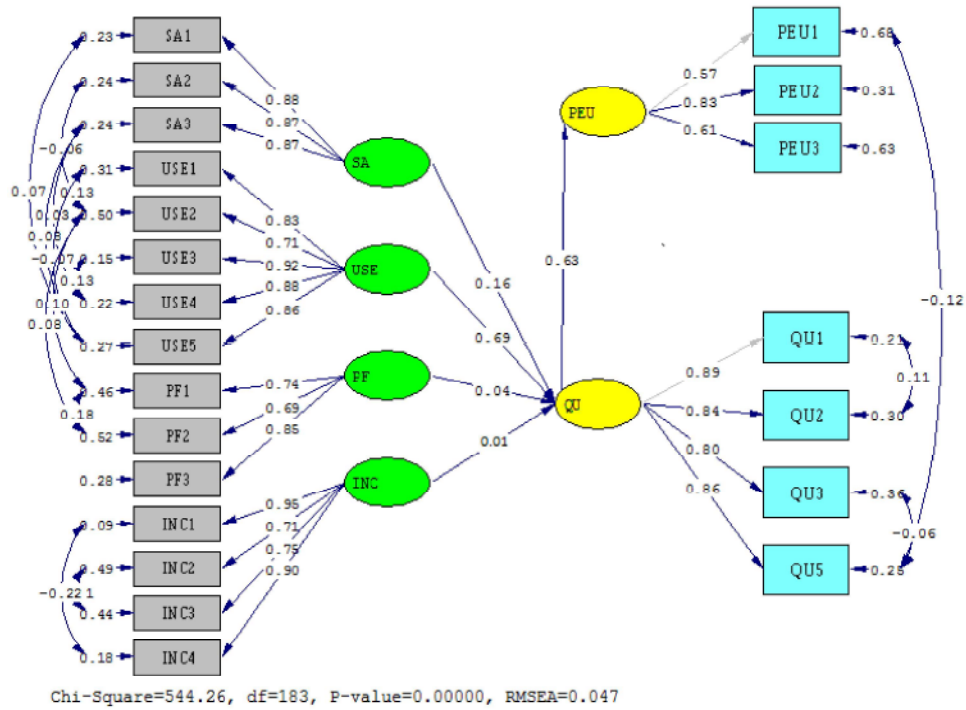 0.23 SA1
0.24 SA2
0.24 SA3
0.31 USE1
0.50 USE2
0.15 USE3
0.22 USE4
0.27 USE5
0.46 PF1
0.52 PF2
0.28 PF3
0.09 INC1
0.49 INC2
0.44 INC3
0.18 INC4
-0.06
0.07 0.13
0.03
0.08
-0.07
0.13
0.10
0.08
0.18
0.88
0.87
0.87
0.83
0.71
0.92
0.88
0.86
0.74
0.69
0.85
0.95
0.71
0.75
0.90
SA
USE
PF
INC
0.16
0.69
0.04
0.01
PEU
0.63
QU
0.57
0.83
0.61
PEU1 0.68
PEU2 0.31
PEU3 0.63
0.89
0.84
0.80
0.86
QU1 0.21
QU2 0.30
QU3 0.36
QU5 0.25
-0.12
0.11
-0.06
Chi-Square=544.26, df=183, P-value=0.00000, RMSEA=0.047